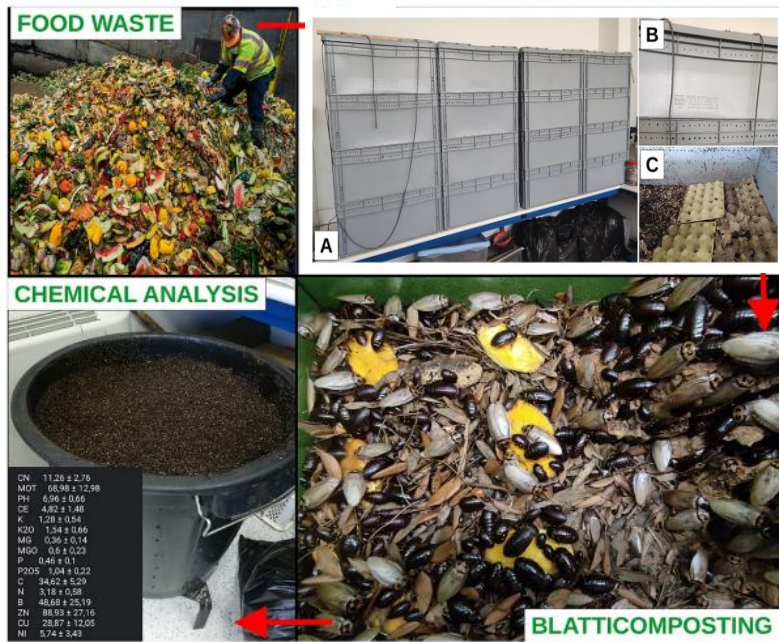 FOOD WASTE
A
B
C
CHEMICAL ANALYSIS
CN 11,26 ± 2,76
MOT 68,98 ± 12,98
PH 6,96 ± 0,66
CE 4,82 ± 1,48
K 1,28 ± 0,54
K2O 1,54 ± 0,66
MG 0,36 ± 0,14
MGO 0,6 ± 0,23
P 0,46 ± 0,1
P2O5 1,04 ± 0,22
C 34,62 ± 5,29
N 3,18 ± 0,58
B 48,68 ± 25,19
ZN 88,93 ± 27,16
CU 28,87 ± 12,05
NI 5,74 ± 3,43
BLATTICOMPOSTING